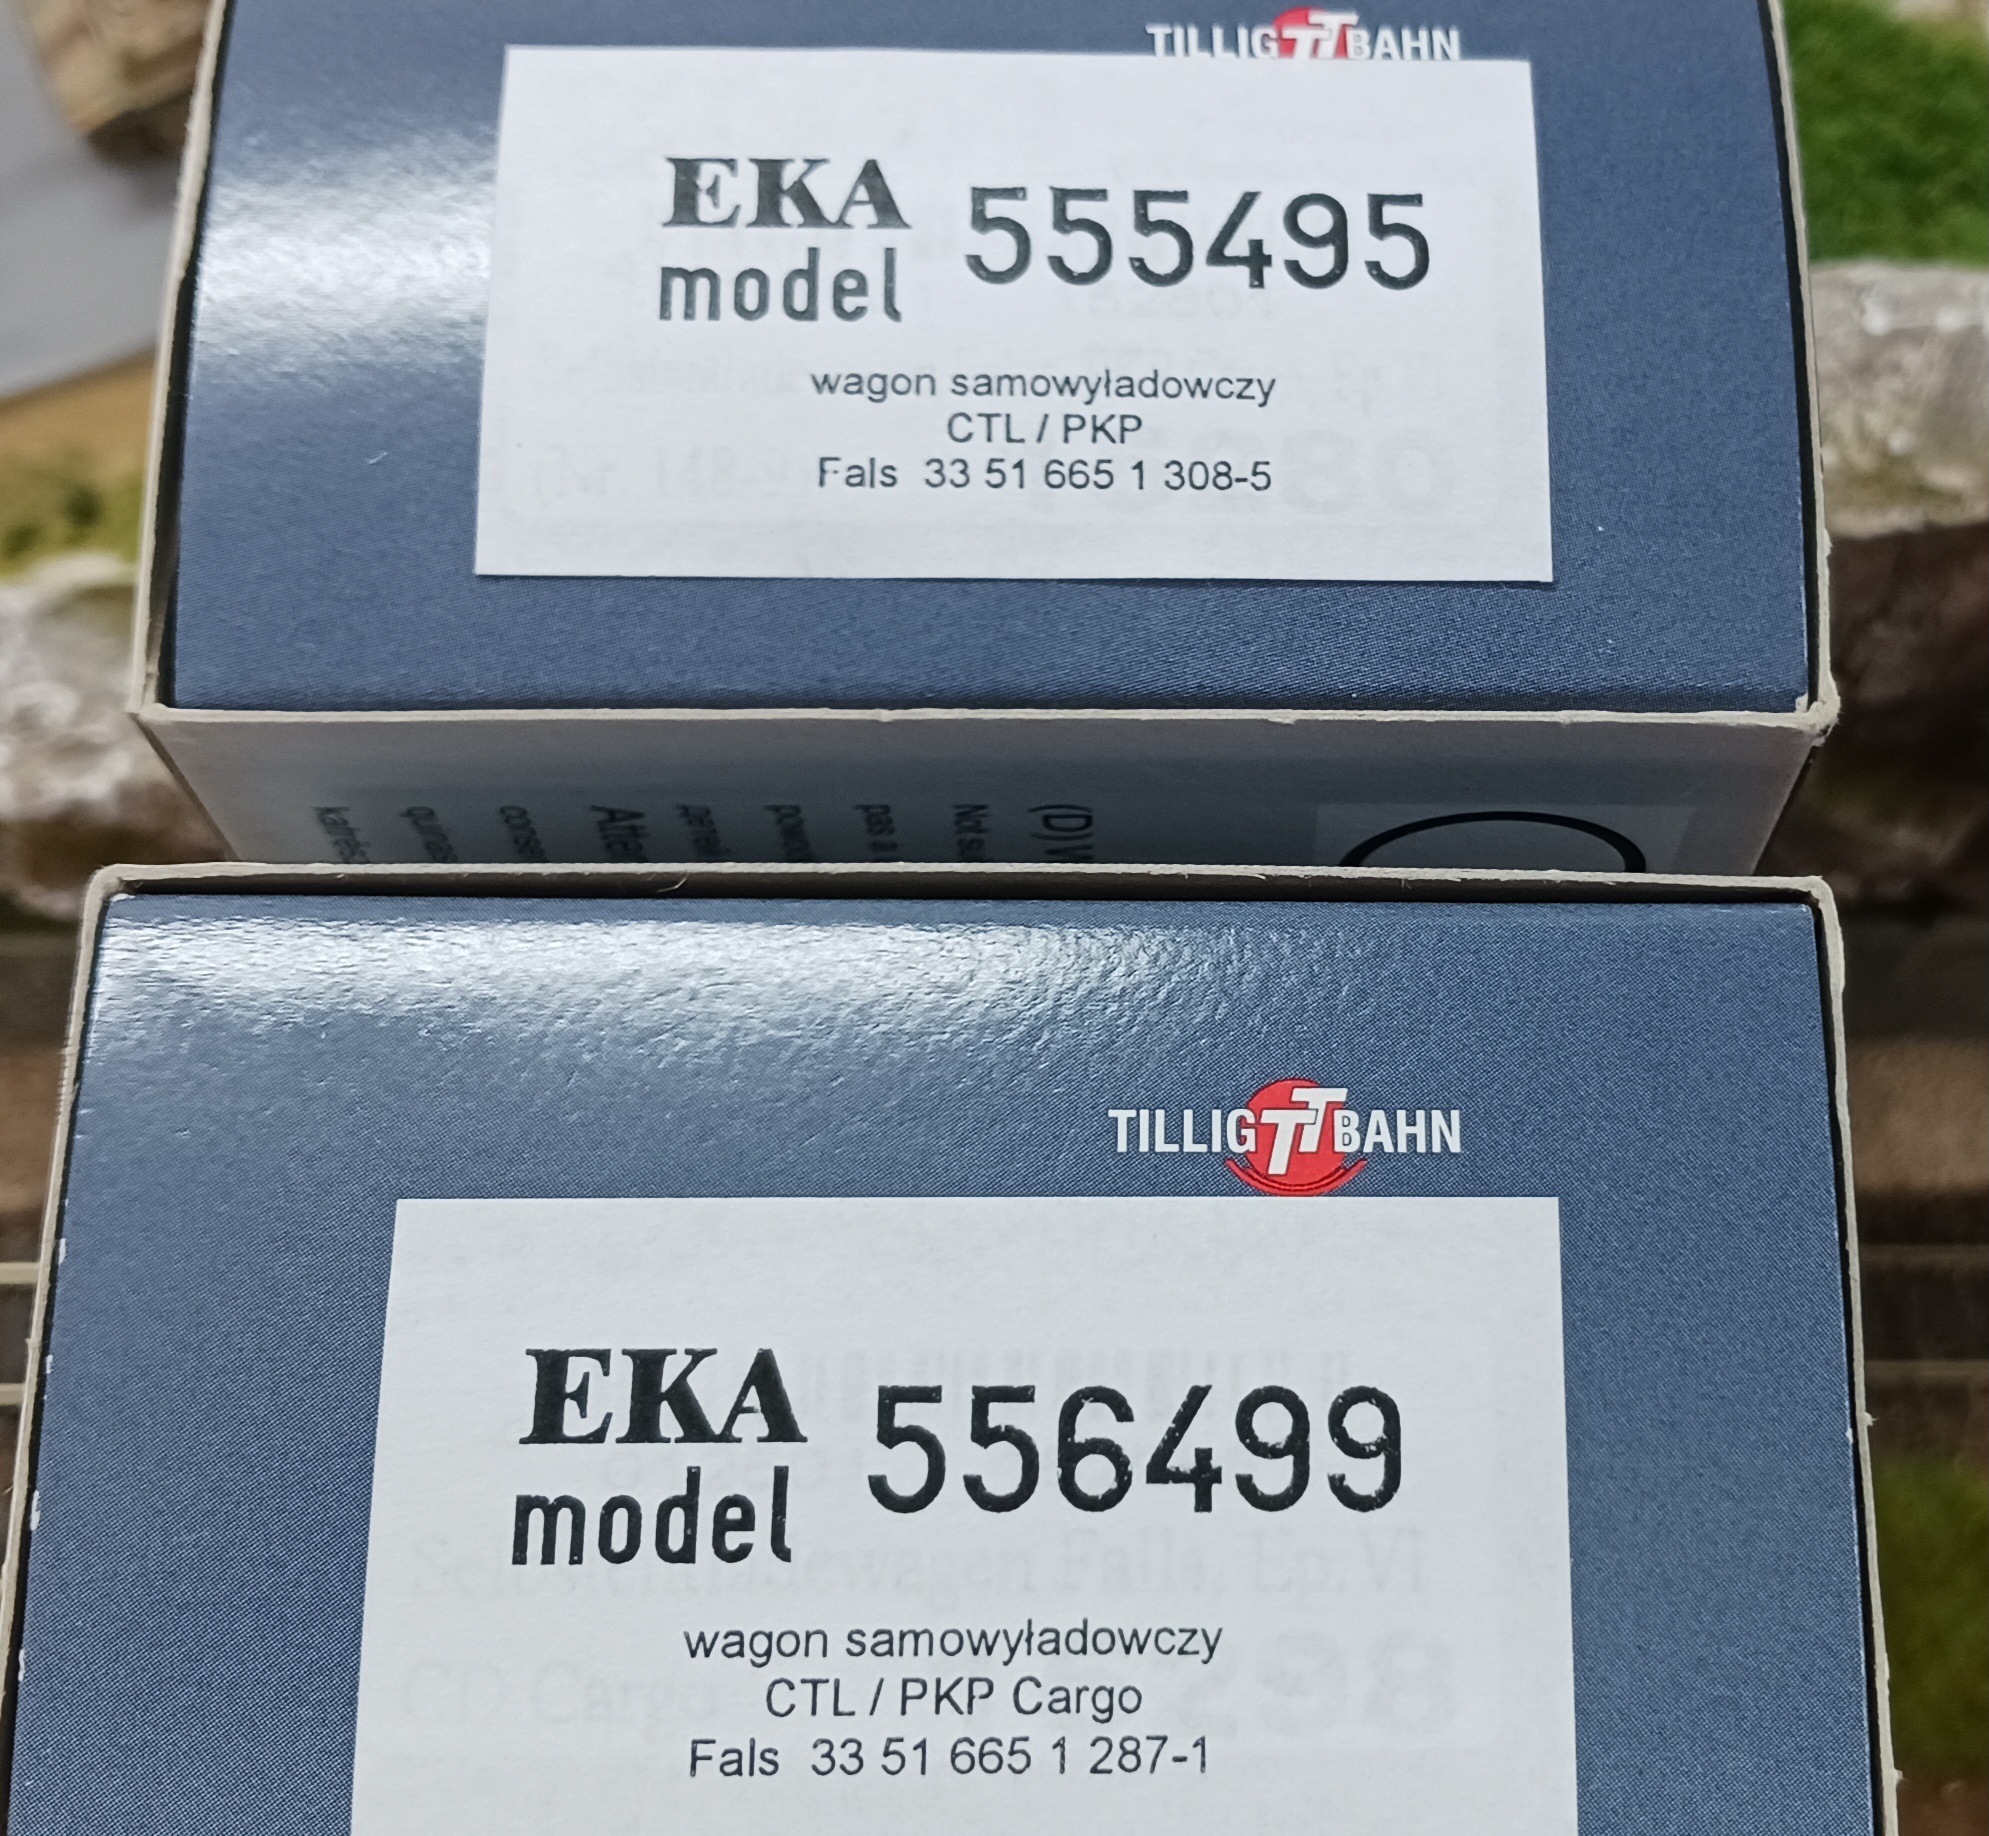 TILLIG TT BAHN
EKA 555495
model
wagon samowyładowczy
CTL / PKP
Fals 33 51 665 1 308-5
(D)
TILLIG TT BAHN
EKA 556499
model
wagon samowyładowczy
CTL / PKP Cargo
Fals 33 51 665 1 287-1